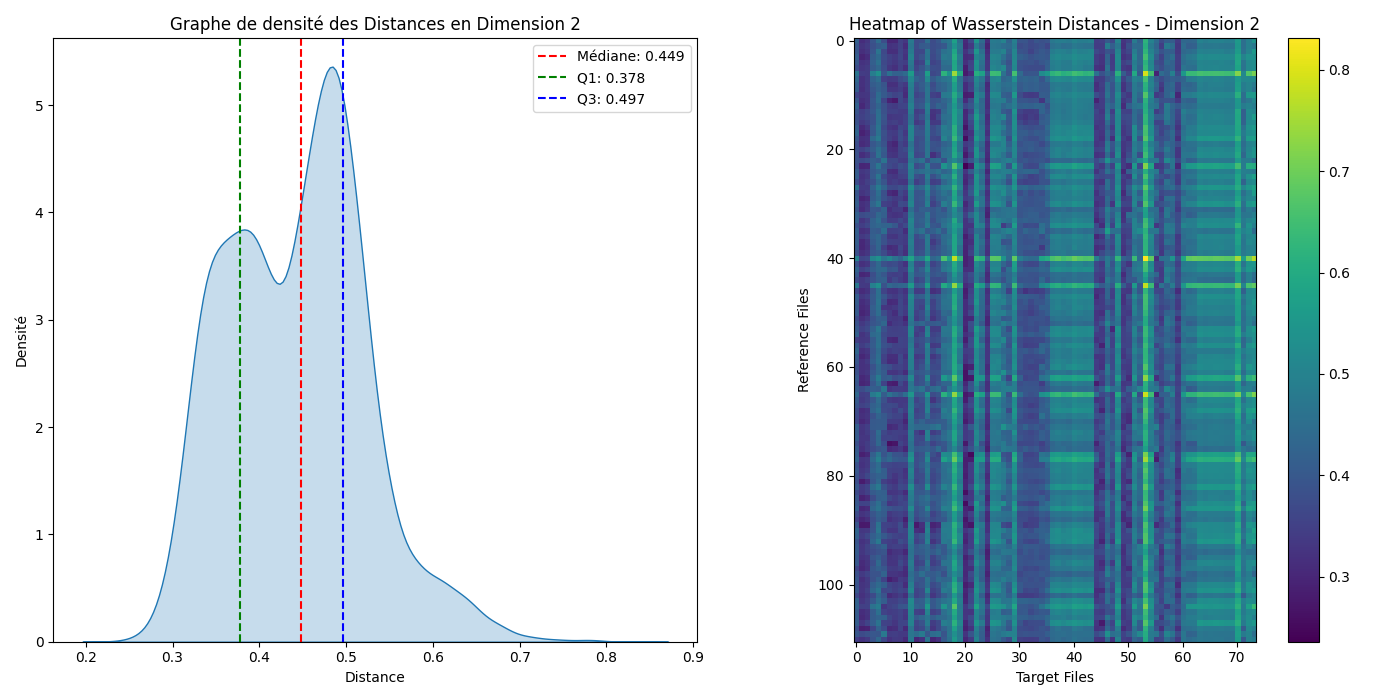 Graphe de densité des Distances en Dimension 2
Médiane: 0.449
Q1: 0.378
Q3: 0.497
5
4
3
2
1
0
Densité
0.2 0.3 0.4 0.5 0.6 0.7 0.8 0.9
Distance
Heatmap of Wasserstein Distances - Dimension 2
0
20
40
60
80
100
Reference Files
0 10 20 30 40 50 60 70
Target Files
0.8
0.7
0.6
0.5
0.4
0.3